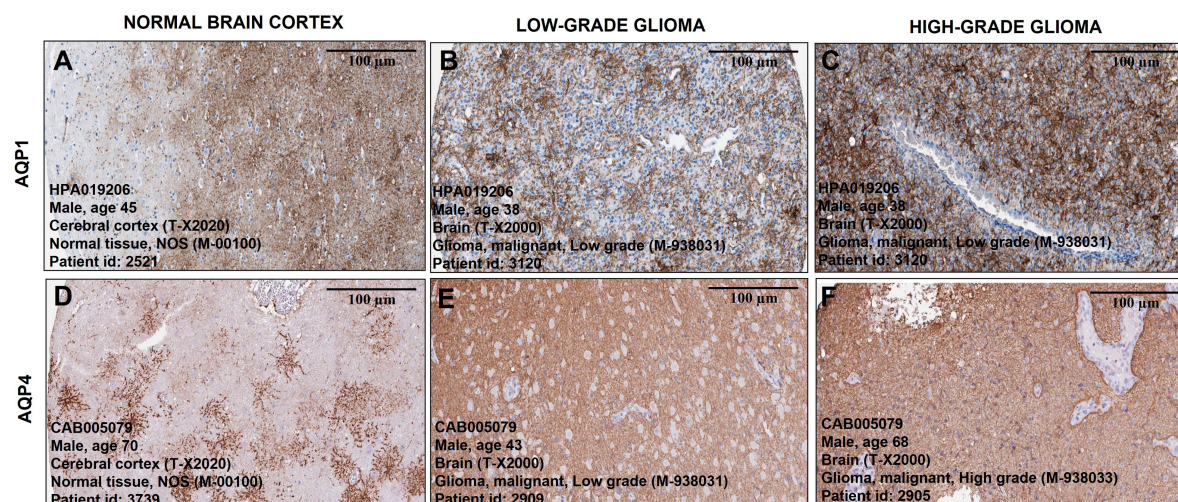 NORMAL BRAIN CORTEX
LOW-GRADE GLIOMA
HIGH-GRADE GLIOMA
AQP1
A
100 µm
HPA019206
Male, age 45
Cerebral cortex (T-X2020)
Normal tissue, NOS (M-00100)
Patient id: 2521
B
100 µm
HPA019206
Male, age 38
Brain (T-X2000)
Glioma, malignant, Low grade (M-938031)
Patient id: 3120
C
100 µm
HPA019206
Male, age 38
Brain (T-X2000)
Glioma, malignant, Low grade (M-938031)
Patient id: 3120
AQP4
D
100 µm
CAB005079
Male, age 70
Cerebral cortex (T-X2020)
Normal tissue, NOS (M-00100)
Patient id: 3739
E
100 µm
CAB005079
Male, age 43
Brain (T-X2000)
Glioma, malignant, Low grade (M-938031)
Patient id: 2909
F
100 µm
CAB005079
Male, age 68
Brain (T-X2000)
Glioma, malignant, High grade (M-938033)
Patient id: 2905